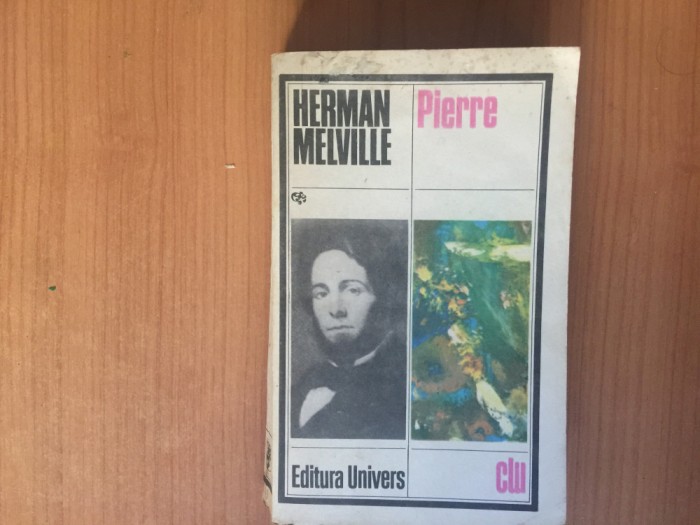 HERMAN
MELVILLE
Pierre
Editura Univers
clu